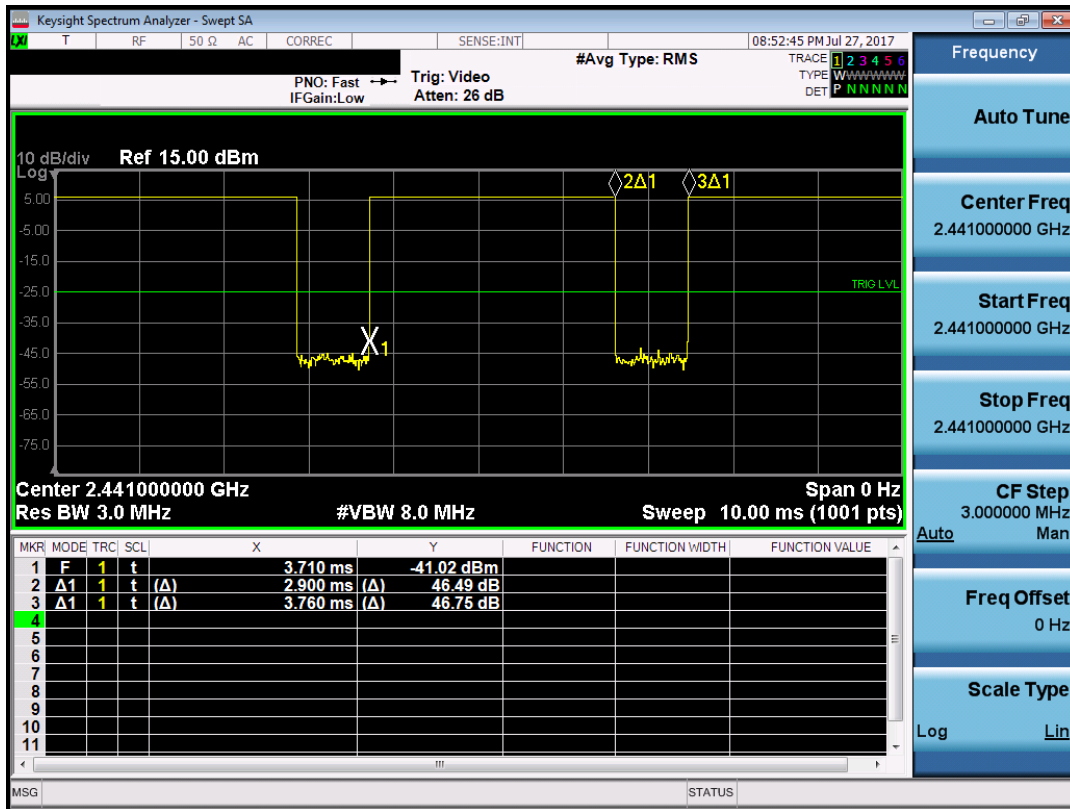 Keysight Spectrum Analyzer - Swept SA
LXI T RF 50 Ω AC CORREC SENSE:INT 08:52:45 PM Jul 27, 2017
#Avg Type: RMS
TRACE 1 2 3 4 5 6
PNO: Fast Trig: Video
TYPE WWWWWW
IFGain:Low Atten: 26 dB
DET P N N N N N
10 dB/div Ref 15.00 dBm
Log
2Δ1 3Δ1
5.00
-5.00
-15.0
TRIG LVL
-25.0
-35.0
1
-45.0
-55.0
-65.0
-75.0
Center 2.441000000 GHz Span 0 Hz
Res BW 3.0 MHz #VBW 8.0 MHz Sweep 10.00 ms (1001 pts)
MKR MODE TRC SCL X Y FUNCTION FUNCTION WIDTH FUNCTION VALUE
1 F 1 t 3.710 ms -41.02 dBm
2 Δ1 1 t (Δ) 2.900 ms (Δ) 46.49 dB
3 Δ1 1 t (Δ) 3.760 ms (Δ) 46.75 dB
4
5
6
7
8
9
10
11
MSG STATUS
Frequency
Auto Tune
Center Freq
2.441000000 GHz
Start Freq
2.441000000 GHz
Stop Freq
2.441000000 GHz
CF Step
3.000000 MHz
Auto Man
Freq Offset
0 Hz
Scale Type
Log Lin